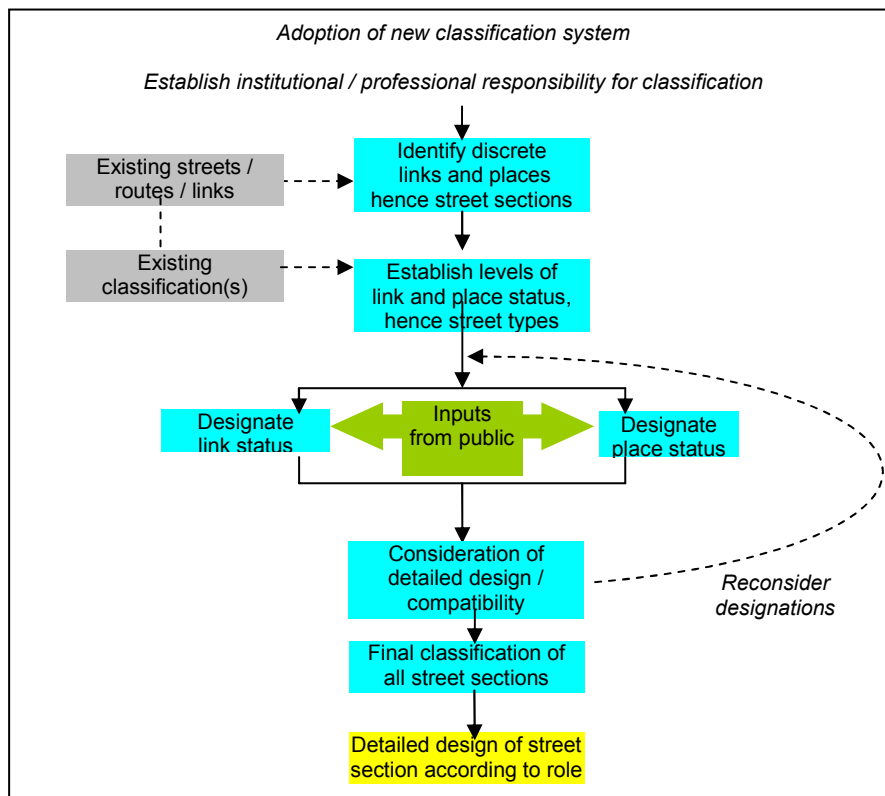 Adoption of new classification system
Establish institutional / professional responsibility for classification
Existing streets /
routes / links
Identify discrete
links and places
hence street sections
Existing
classification(s)
Establish levels of
link and place status,
hence street types
Designate
link status
Inputs
from public
Designate
place status
Consideration of
detailed design /
compatibility
Reconsider
designations
Final classification of
all street sections
Detailed design of street
section according to role